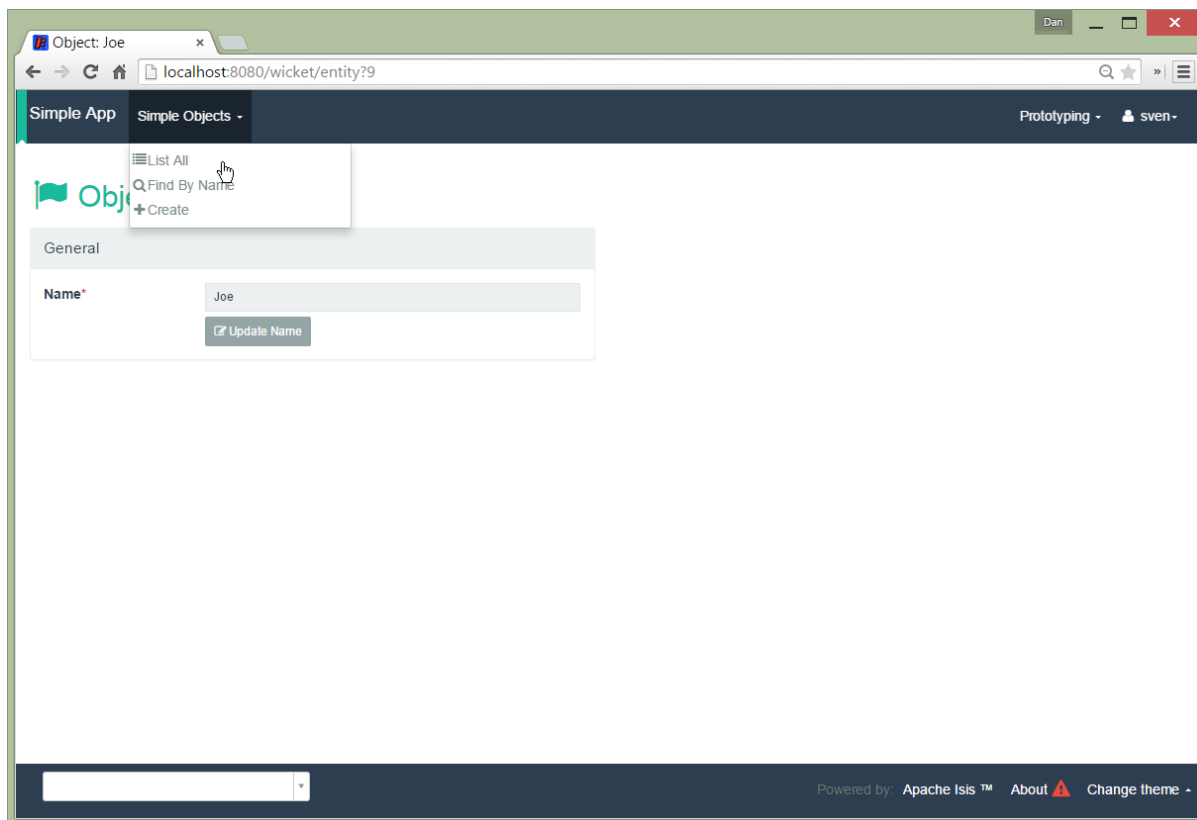 Dan
Object: Joe
localhost:8080/wicket/entity?9
Simple App Simple Objects Prototyping sven
List All
Find By Name
Create
General
Name* Joe
Update Name
Powered by: Apache Isis ™ About Change theme